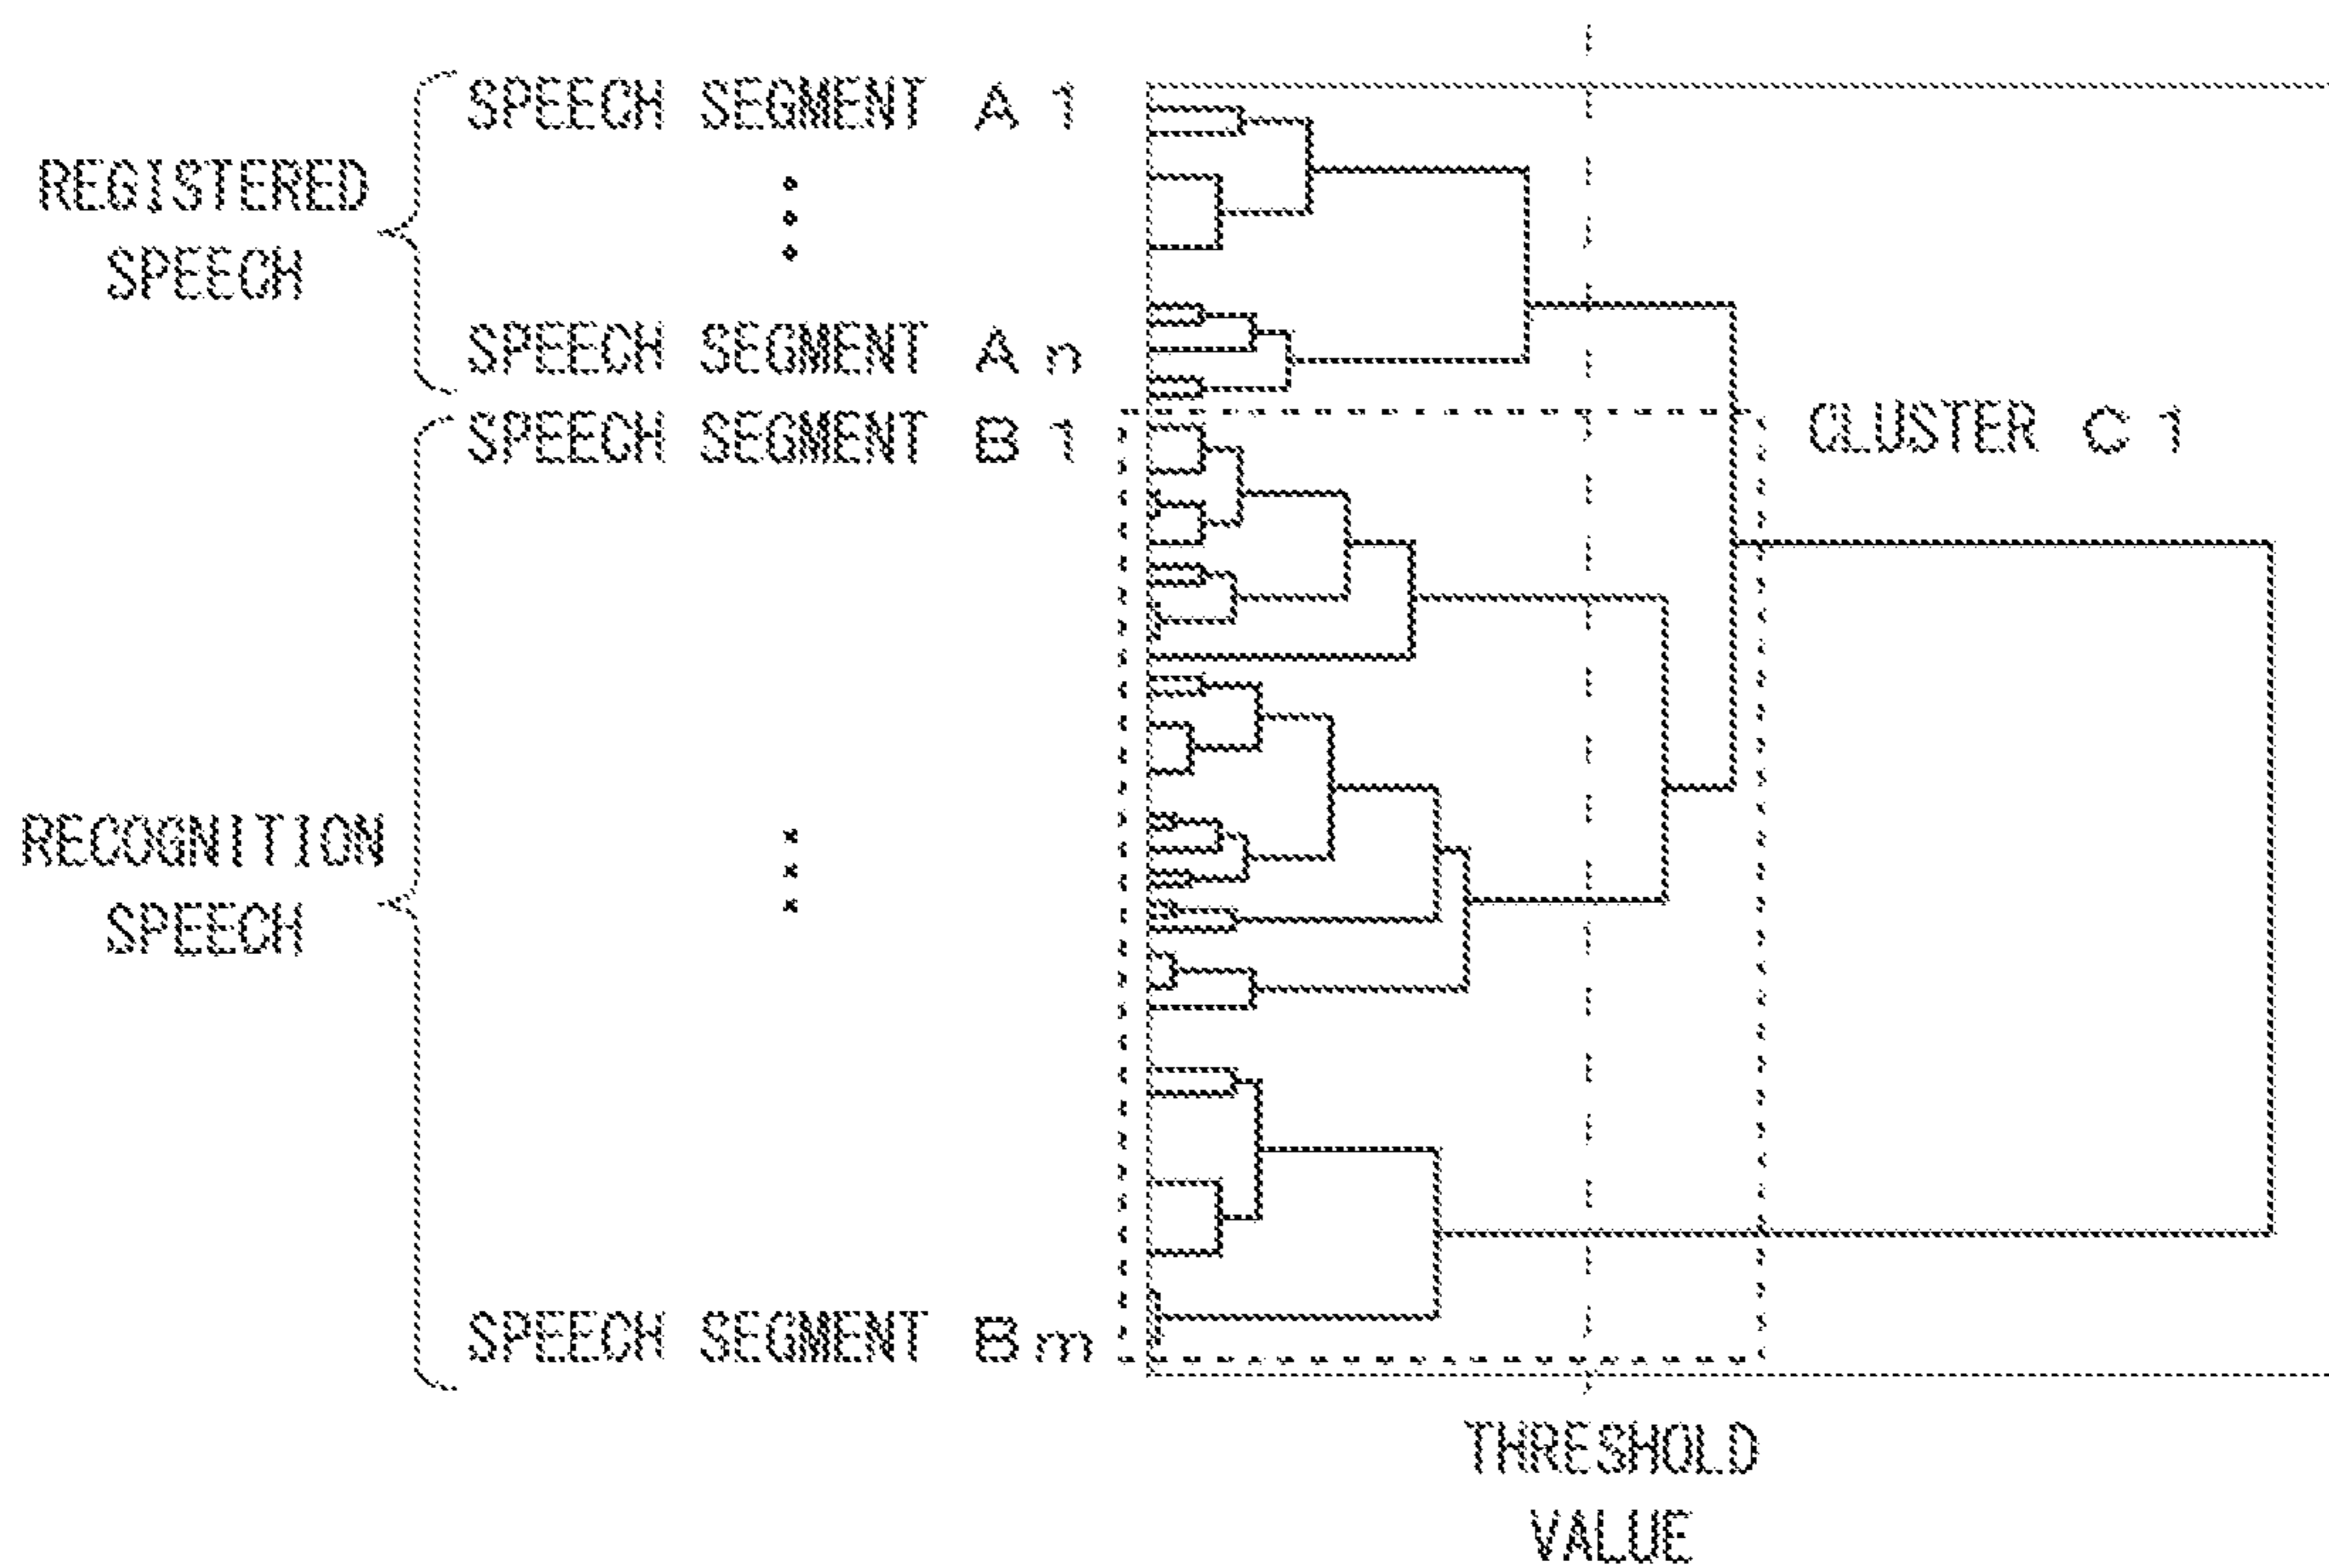 SPEECH SEGMENT A 1
REGISTERED
SPEECH
SPEECH SEGMENT A n
SPEECH SEGMENT B 1
CLUSTER C 1
RECOGNITION
SPEECH
SPEECH SEGMENT B m
THRESHOLD
VALUE